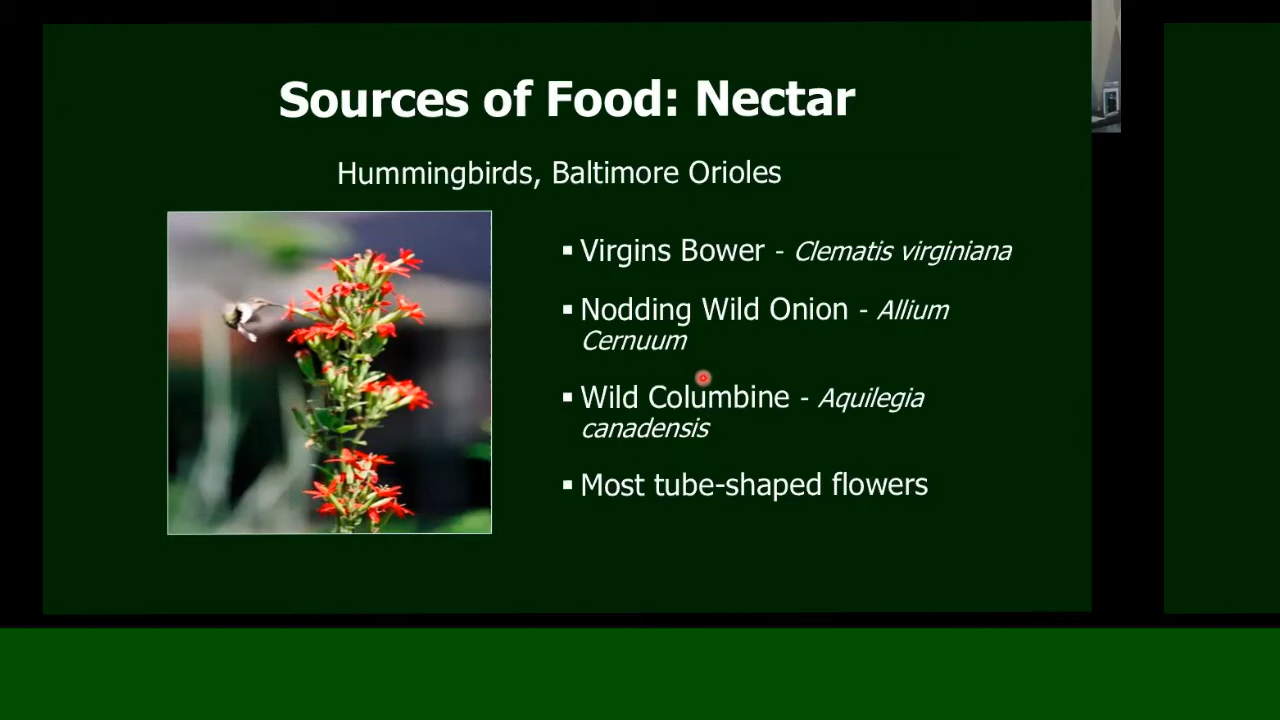 Sources of Food: Nectar
Hummingbirds, Baltimore Orioles
▪ Virgins Bower - Clematis virginiana
▪ Nodding Wild Onion - Allium
Cernuum
▪ Wild Columbine - Aquilegia
canadensis
▪ Most tube-shaped flowers